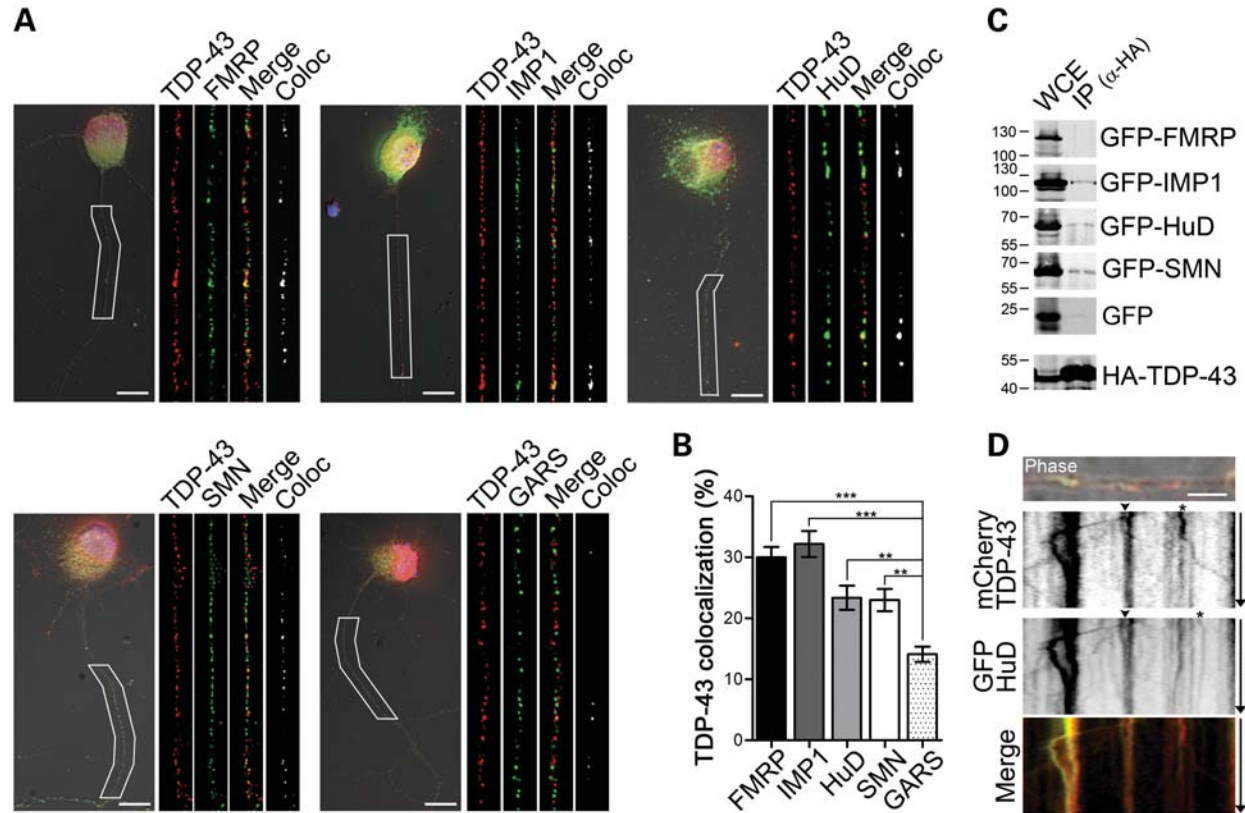 A
TDP-43 FMRP Merge Coloc
TDP-43 IMP1 Merge Coloc
TDP-43 HuD Merge Coloc
TDP-43 SMN Merge Coloc
TDP-43 GARS Merge Coloc
B
TDP-43 colocalization (%)
40
30
20
10
0
***
***
**
**
FMRP IMP1 HuD SMN GARS
C
WCE IP (α-HA)
130
100
GFP-FMRP
130
100
GFP-IMP1
70
55
GFP-HuD
70
55
GFP-SMN
25
GFP
55
40
HA-TDP-43
D
Phase
*
mCherry
TDP-43
*
GFP
HuD
Merge